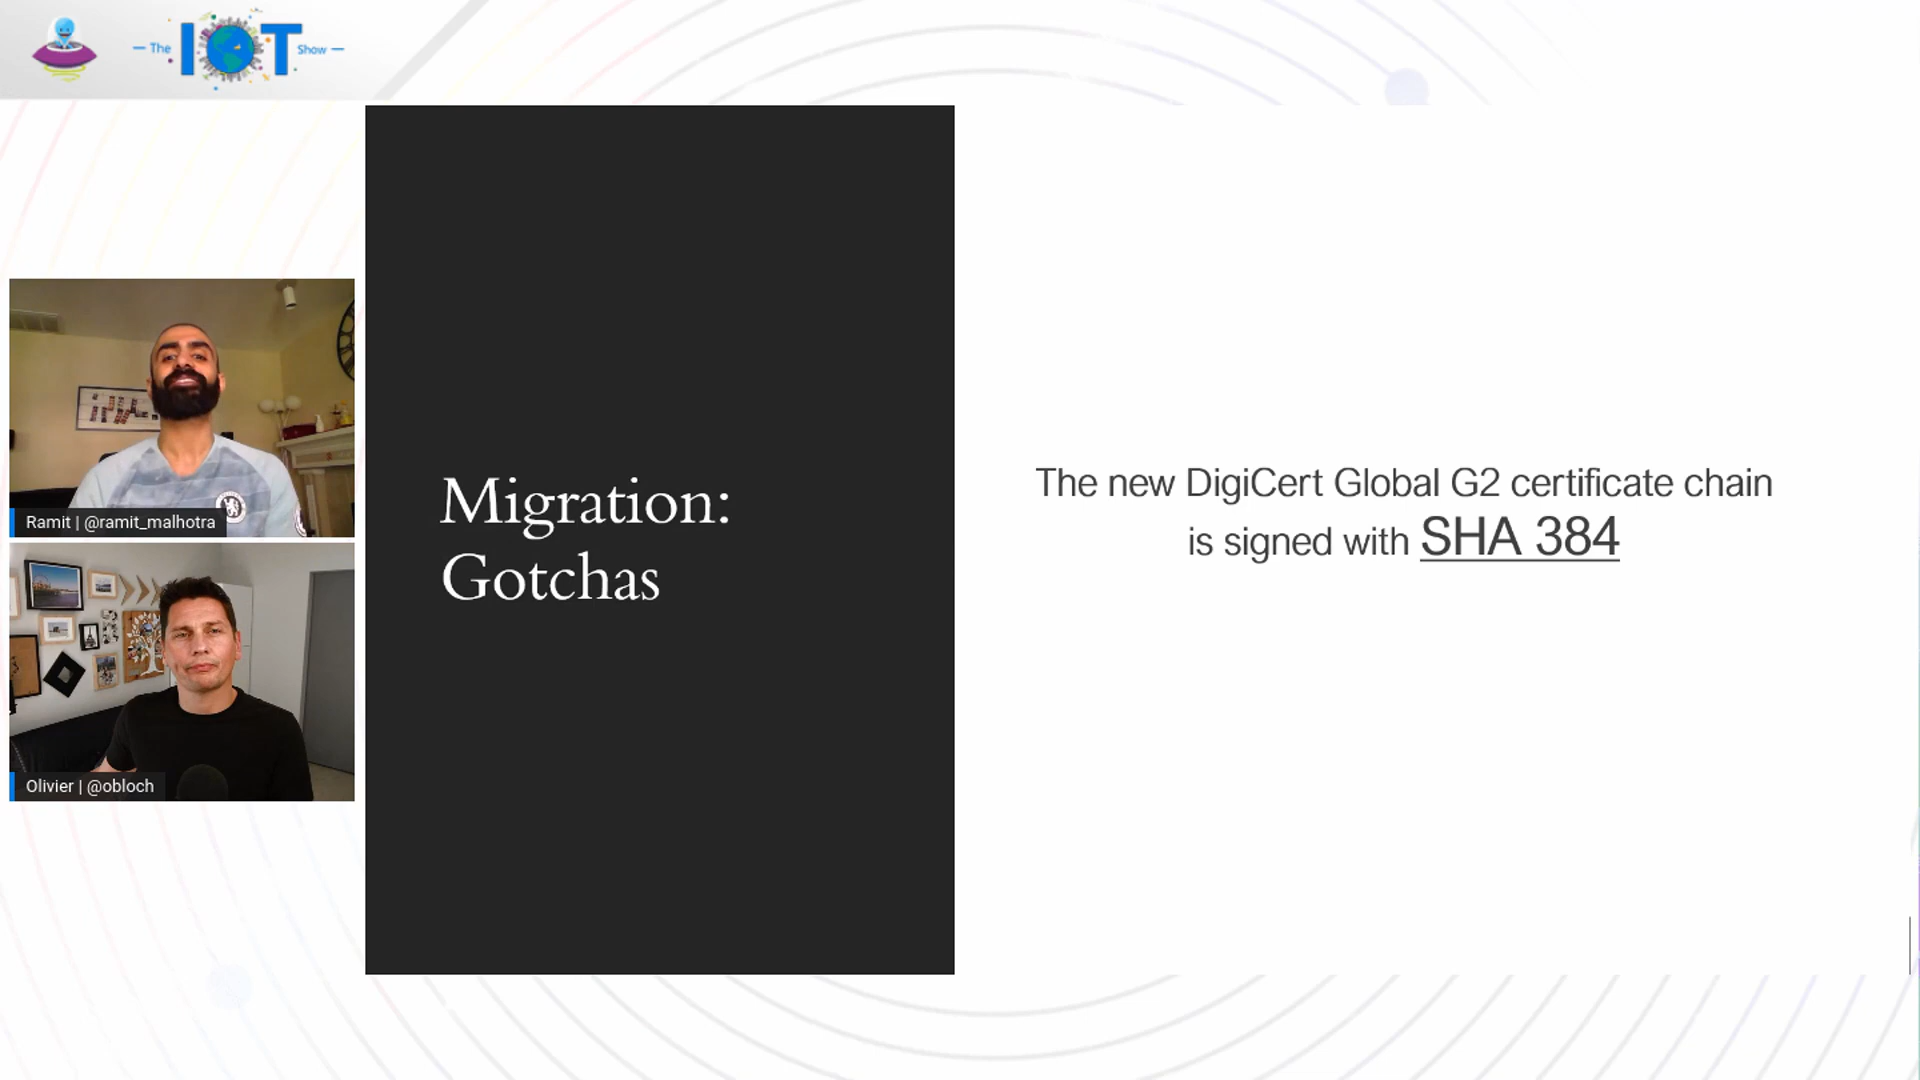 The IOT Show
Ramit | @ramit_malhotra
Olivier | @obloch
Migration:
Gotchas
The new DigiCert Global G2 certificate chain
is signed with SHA 384